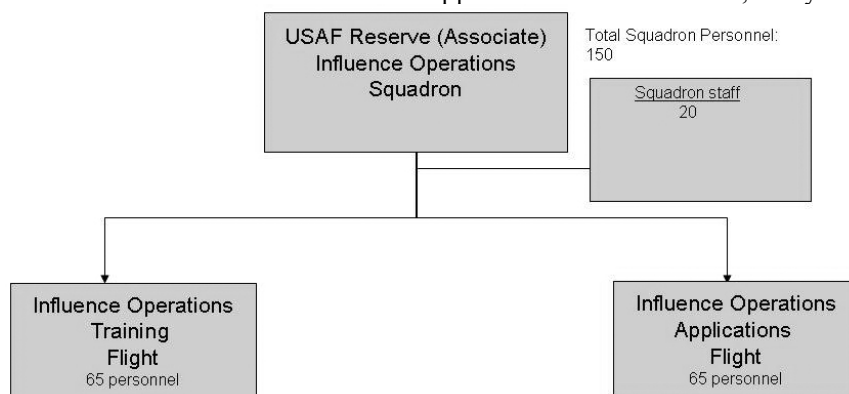 USAF Reserve (Associate)
Influence Operations
Squadron
Total Squadron Personnel:
150
Squadron staff
20
Influence Operations
Training
Flight
65 personnel
Influence Operations
Applications
Flight
65 personnel